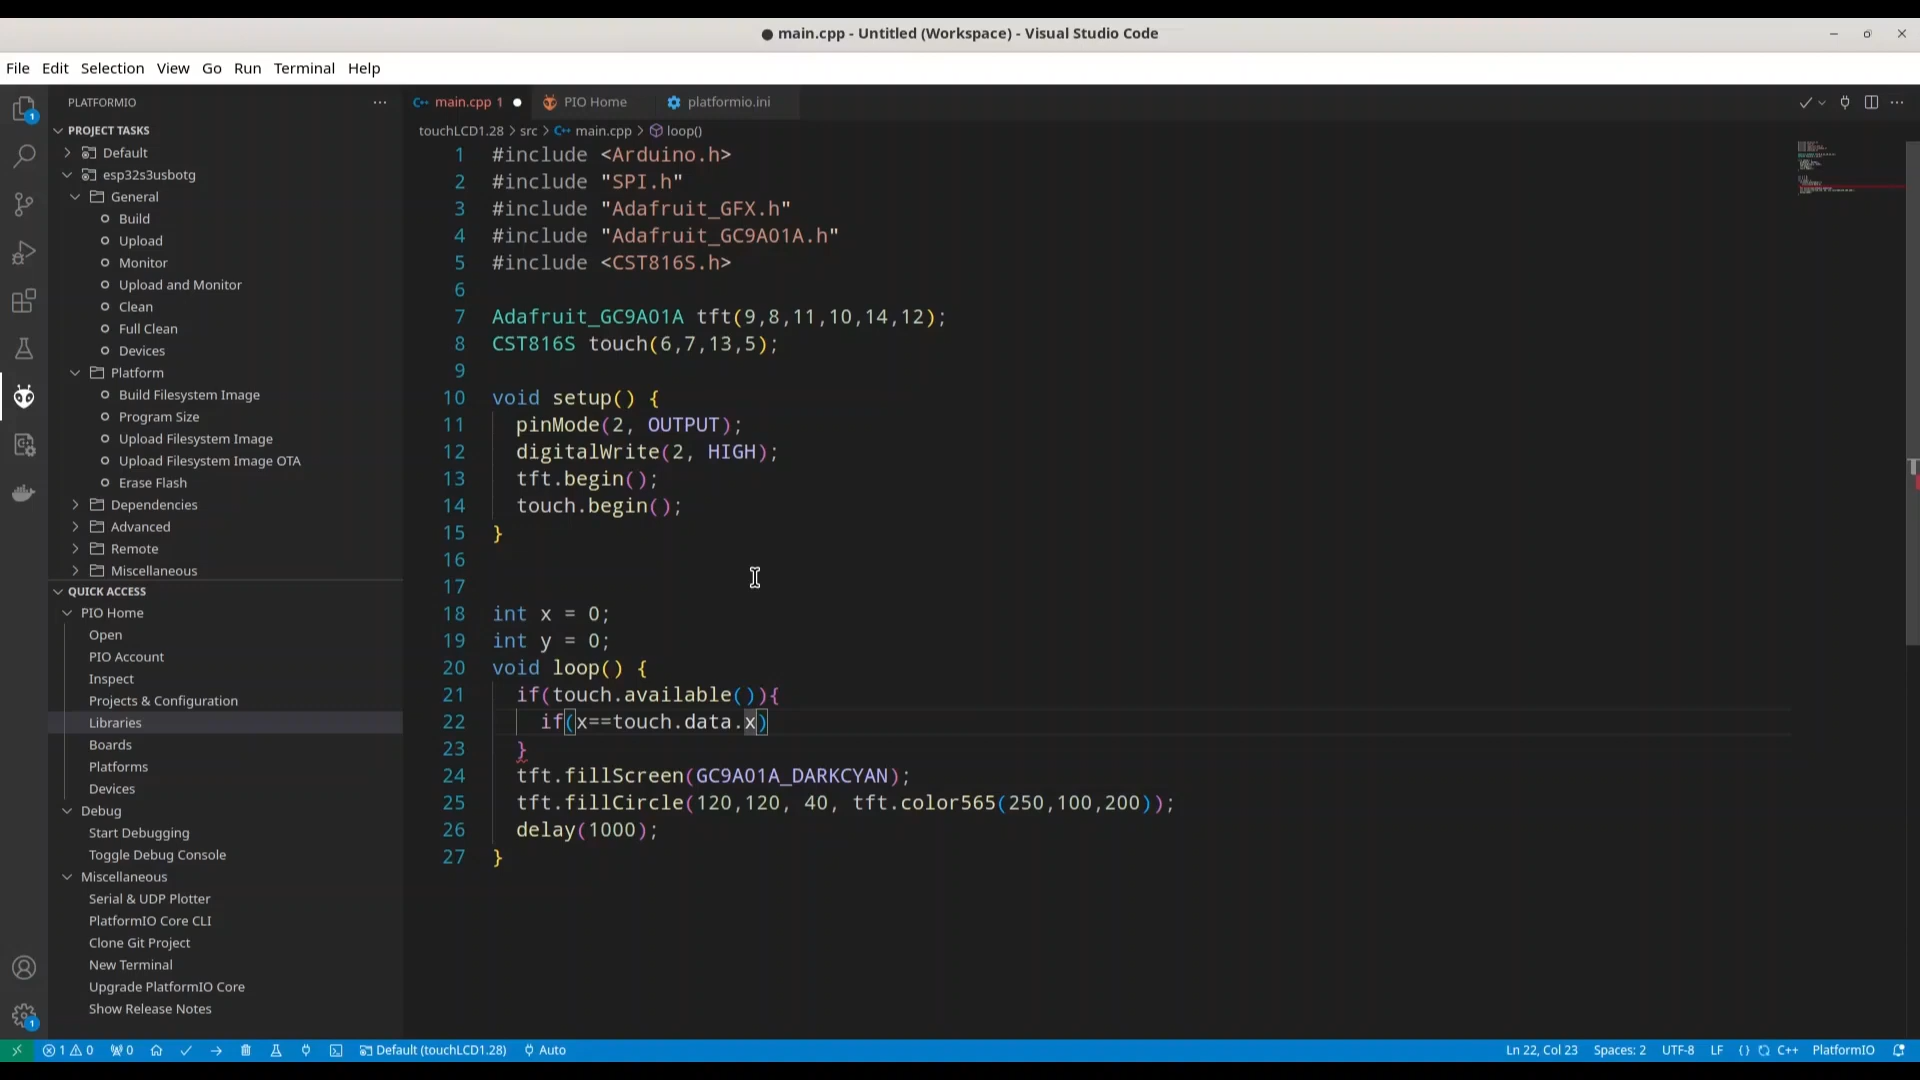 main.cpp - Untitled (Workspace) - Visual Studio Code
File Edit Selection View Go Run Terminal Help
PLATFORMIO
PROJECT TASKS
Default
esp32s3usbotg
General
Build
Upload
Monitor
Upload and Monitor
Clean
Full Clean
Devices
Platform
Build Filesystem Image
Program Size
Upload Filesystem Image
Upload Filesystem Image OTA
Erase Flash
Dependencies
Advanced
Remote
Miscellaneous
QUICK ACCESS
PIO Home
Open
PIO Account
Inspect
Projects & Configuration
Libraries
Boards
Platforms
Devices
Debug
Start Debugging
Toggle Debug Console
Miscellaneous
Serial & UDP Plotter
PlatformIO Core CLI
Clone Git Project
New Terminal
Upgrade PlatformIO Core
Show Release Notes
1
1
main.cpp 1 PIO Home platformio.ini
touchLCD1.28 > src > main.cpp > loop()
1 #include <Arduino.h>
2 #include "SPI.h"
3 #include "Adafruit_GFX.h"
4 #include "Adafruit_GC9A01A.h"
5 #include <CST816S.h>
6
7 Adafruit_GC9A01A tft(9,8,11,10,14,12);
8 CST816S touch(6,7,13,5);
9
10 void setup() {
11 pinMode(2, OUTPUT);
12 digitalWrite(2, HIGH);
13 tft.begin();
14 touch.begin();
15 }
16
17
18 int x = 0;
19 int y = 0;
20 void loop() {
21 if(touch.available()){
22 if(x==touch.data.x)
23 }
24 tft.fillScreen(GC9A01A_DARKCYAN);
25 tft.fillCircle(120,120, 40, tft.color565(250,100,200));
26 delay(1000);
27 }
1 0 0 Default (touchLCD1.28) Auto Ln 22, Col 23 Spaces: 2 UTF-8 LF {} C++ PlatformIO